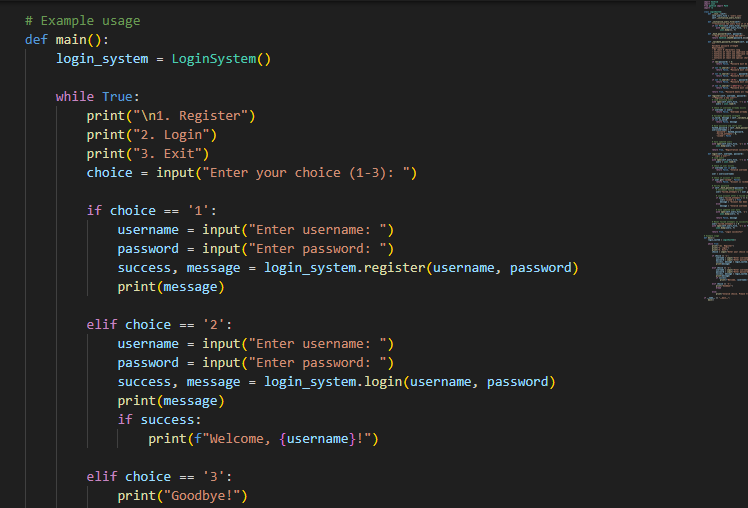 # Example usage
def main():
    login_system = LoginSystem()

    while True:
        print("\n1. Register")
        print("2. Login")
        print("3. Exit")
        choice = input("Enter your choice (1-3): ")

        if choice == '1':
            username = input("Enter username: ")
            password = input("Enter password: ")
            success, message = login_system.register(username, password)
            print(message)

        elif choice == '2':
            username = input("Enter username: ")
            password = input("Enter password: ")
            success, message = login_system.login(username, password)
            print(message)
            if success:
                print(f"Welcome, {username}!")

        elif choice == '3':
            print("Goodbye!")